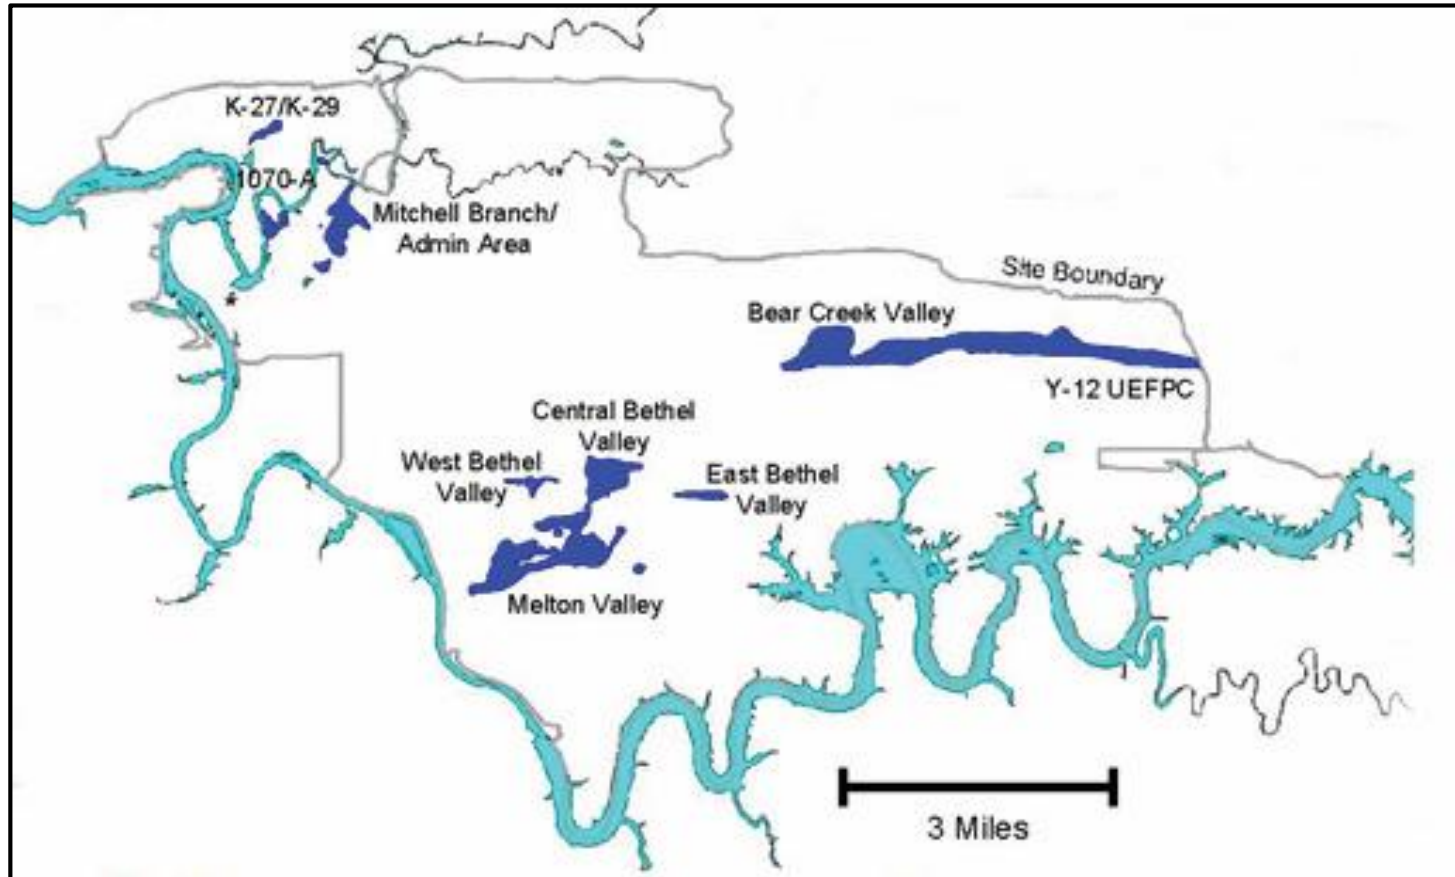 K-27/K-29
1070-A
Mitchell Branch/
Admin Area
Site Boundary
Bear Creek Valley
Y-12 UEFPC
Central Bethel
Valley
West Bethel
Valley
East Bethel
Valley
Melton Valley
3 Miles